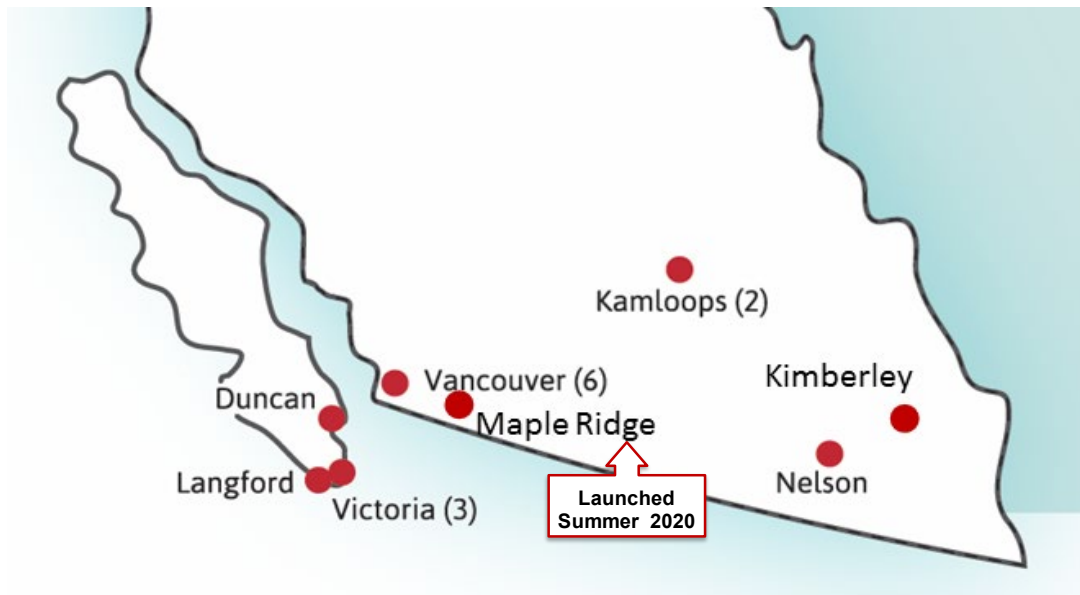 Kamloops (2)
Kimberley
Vancouver (6)
Duncan
Maple Ridge
Langford
Nelson
Launched
Summer 2020
Victoria (3)